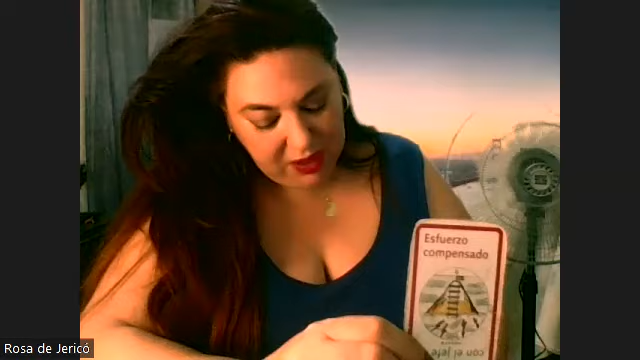 Esfuerzo
compensado
con el jefe
Rosa de Jericó